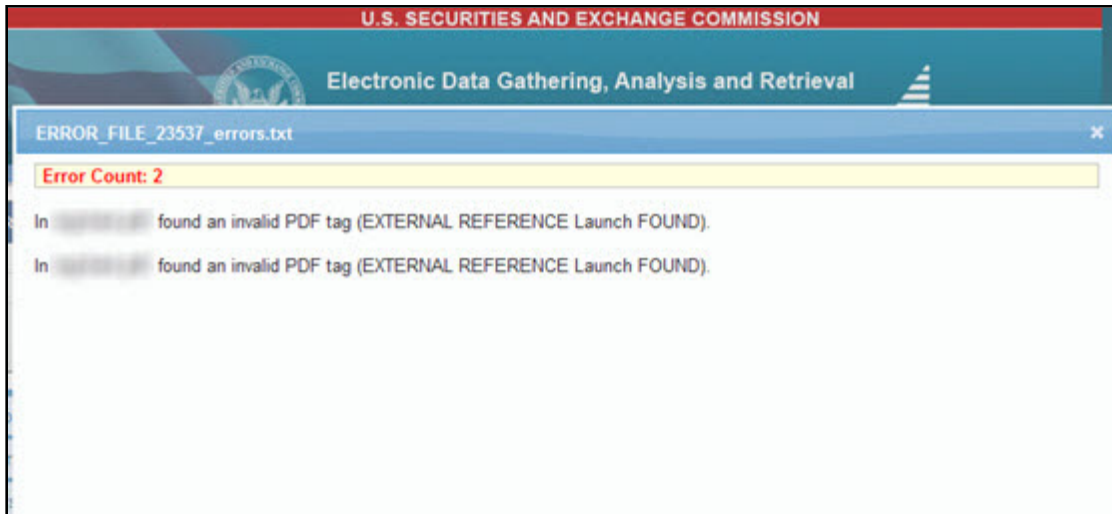 U.S. SECURITIES AND EXCHANGE COMMISSION
Electronic Data Gathering, Analysis and Retrieval
ERROR_FILE_23537_errors.txt
Error Count: 2
In found an invalid PDF tag (EXTERNAL REFERENCE Launch FOUND).
In found an invalid PDF tag (EXTERNAL REFERENCE Launch FOUND).